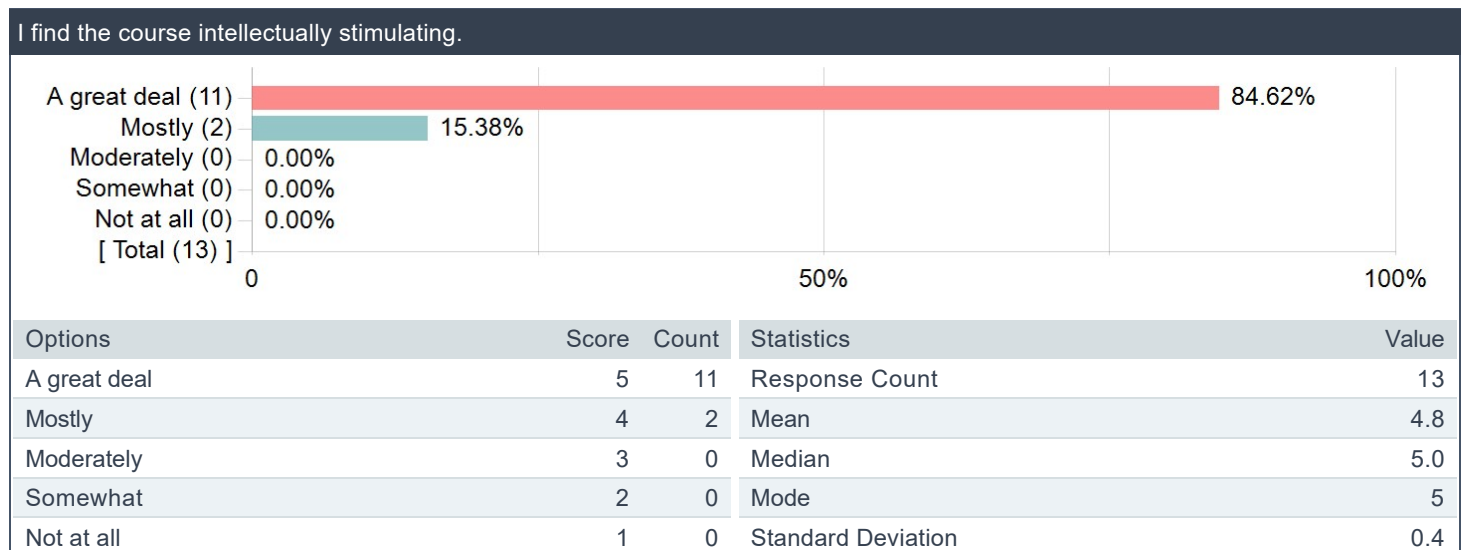 I find the course intellectually stimulating.
A great deal (11) 84.62%
Mostly (2) 15.38%
Moderately (0) 0.00%
Somewhat (0) 0.00%
Not at all (0) 0.00%
[ Total (13) ]
0 50% 100%
Options Score Count Statistics Value
A great deal 5 11 Response Count 13
Mostly 4 2 Mean 4.8
Moderately 3 0 Median 5.0
Somewhat 2 0 Mode 5
Not at all 1 0 Standard Deviation 0.4